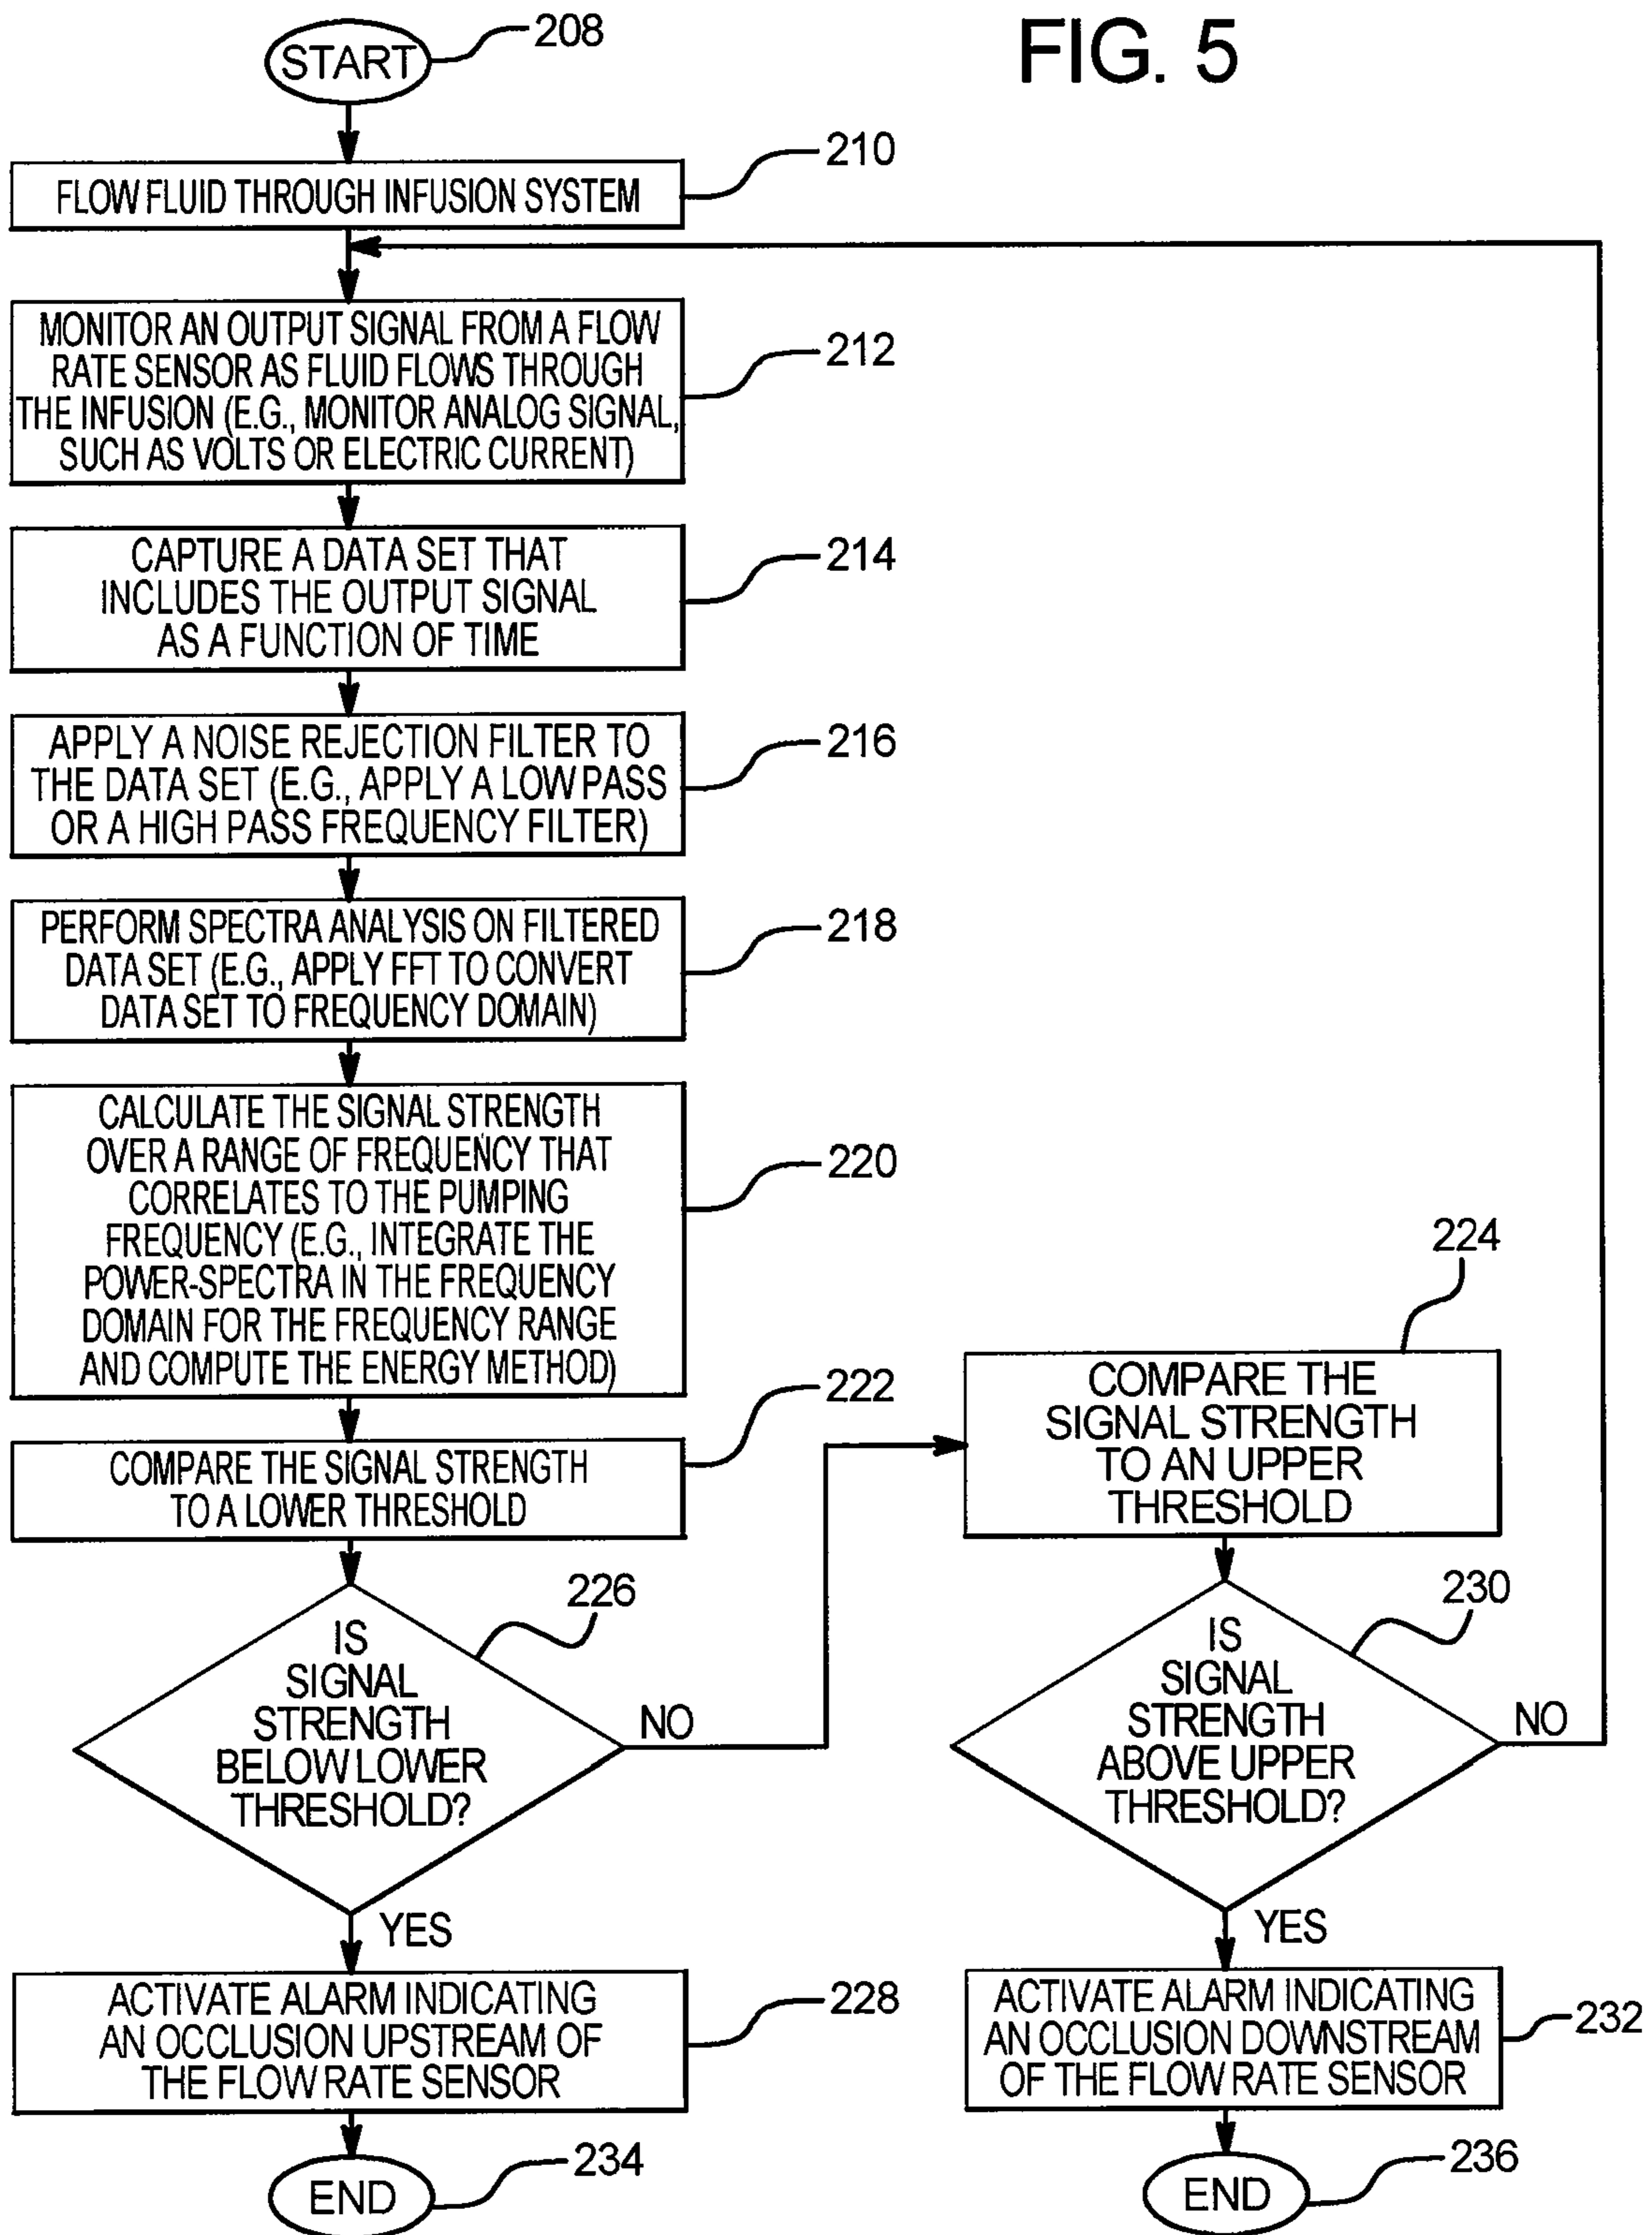 FIG. 5
START
208
FLOW FLUID THROUGH INFUSION SYSTEM
210
MONITOR AN OUTPUT SIGNAL FROM A FLOW
RATE SENSOR AS FLUID FLOWS THROUGH
THE INFUSION (E.G., MONITOR ANALOG SIGNAL,
SUCH AS VOLTS OR ELECTRIC CURRENT)
212
CAPTURE A DATA SET THAT
INCLUDES THE OUTPUT SIGNAL
AS A FUNCTION OF TIME
214
APPLY A NOISE REJECTION FILTER TO
THE DATA SET (E.G., APPLY A LOW PASS
OR A HIGH PASS FREQUENCY FILTER)
216
PERFORM SPECTRA ANALYSIS ON FILTERED
DATA SET (E.G., APPLY FFT TO CONVERT
DATA SET TO FREQUENCY DOMAIN)
218
CALCULATE THE SIGNAL STRENGTH
OVER A RANGE OF FREQUENCY THAT
CORRELATES TO THE PUMPING
FREQUENCY (E.G., INTEGRATE THE
POWER-SPECTRA IN THE FREQUENCY
DOMAIN FOR THE FREQUENCY RANGE
AND COMPUTE THE ENERGY METHOD)
220
COMPARE THE SIGNAL STRENGTH
TO A LOWER THRESHOLD
222
IS
SIGNAL
STRENGTH
BELOW LOWER
THRESHOLD?
226
NO
YES
ACTIVATE ALARM INDICATING
AN OCCLUSION UPSTREAM OF
THE FLOW RATE SENSOR
228
END
234
COMPARE THE
SIGNAL STRENGTH
TO AN UPPER
THRESHOLD
224
IS
SIGNAL
STRENGTH
ABOVE UPPER
THRESHOLD?
230
NO
YES
ACTIVATE ALARM INDICATING
AN OCCLUSION DOWNSTREAM
OF THE FLOW RATE SENSOR
232
END
236